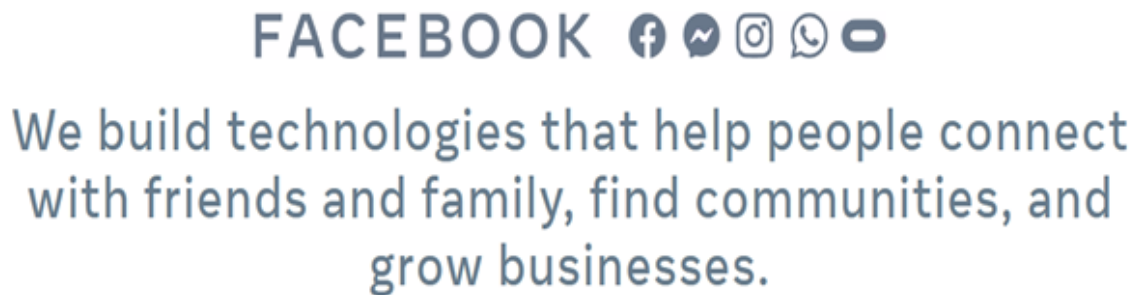 FACEBOOK
We build technologies that help people connect
with friends and family, find communities, and
grow businesses.